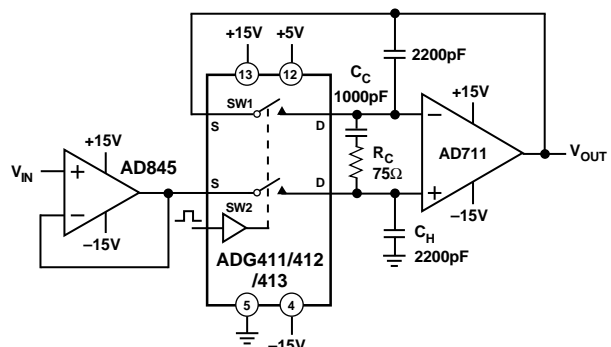 +15V +5V
13 12
2200pF
C_C
1000pF
SW1
S D
+15V
+15V
R_C
75Ω
AD711
V_OUT
AD845
V_IN
S D
SW2
–15V
–15V
ADG411/412
/413
C_H
2200pF
5 4
–15V